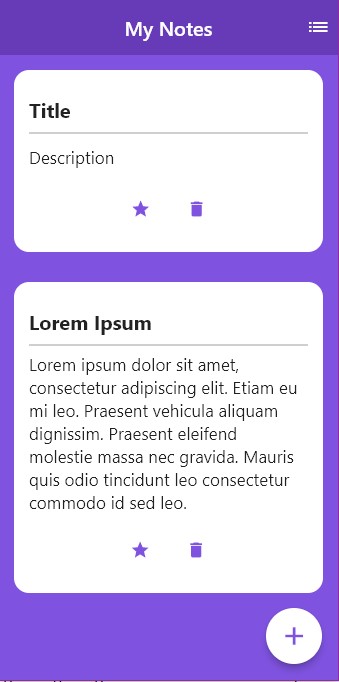 My Notes
Title
Description
Lorem Ipsum
Lorem ipsum dolor sit amet,
consectetur adipiscing elit. Etiam eu
mi leo. Praesent vehicula aliquam
dignissim. Praesent eleifend
molestie massa nec gravida. Mauris
quis odio tincidunt leo consectetur
commodo id sed leo.